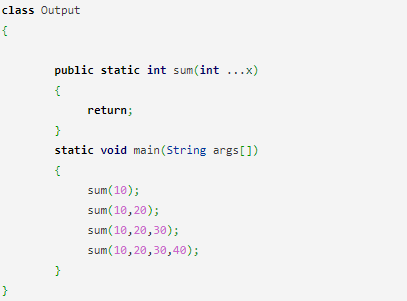 class Output
{
public static int sum(int ...x)
{
return;
}
static void main(String args[])
{
sum(10);
sum(10,20);
sum(10,20,30);
sum(10,20,30,40);
}
}